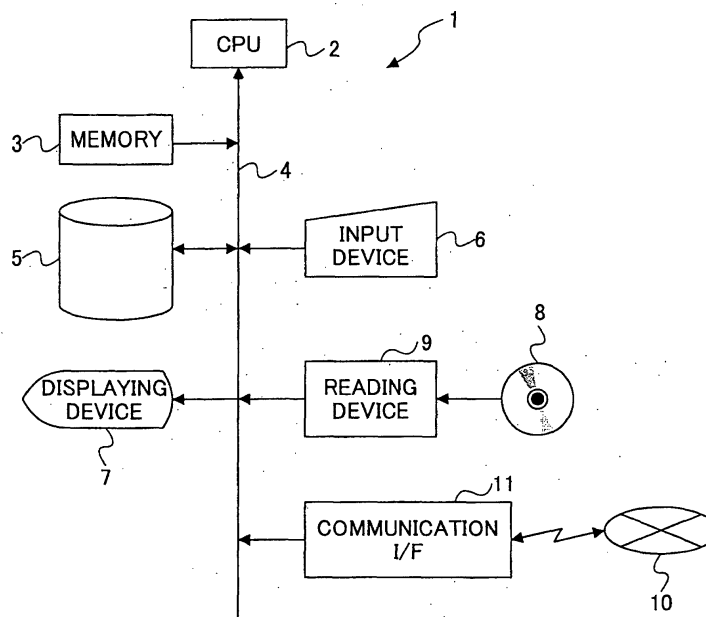 1
CPU
2
3
MEMORY
4
5
INPUT
DEVICE
6
8
9
DISPLAYING
DEVICE
READING
DEVICE
7
11
COMMUNICATION
I/F
10